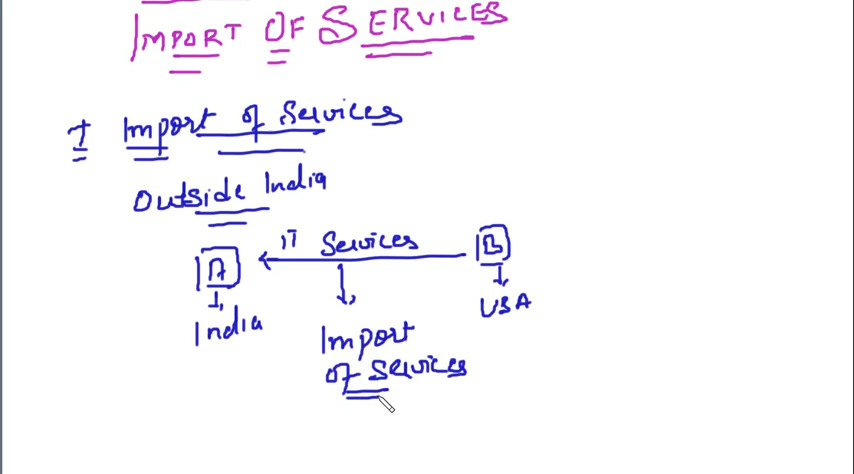 IMPORT OF SERVICES
Import of Services
Outside India
A IT Services B
India USA
Import
of Services